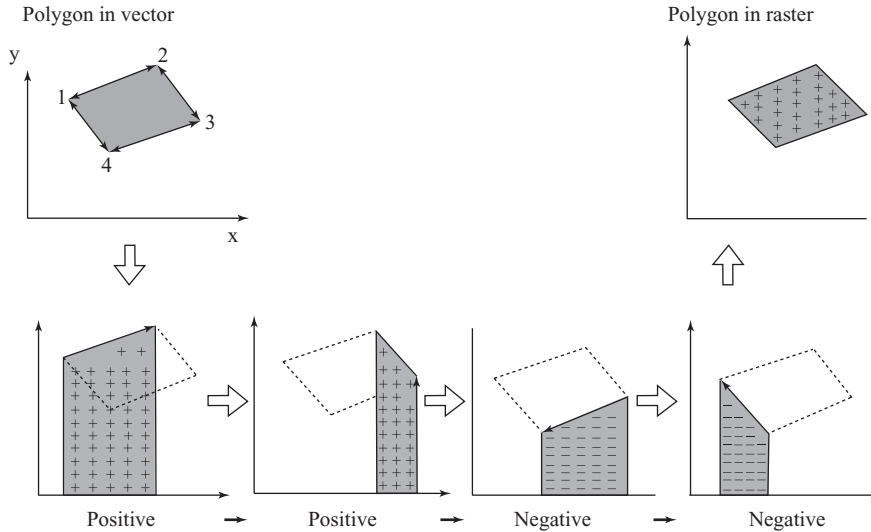 Polygon in vector
Polygon in raster
y
1
2
3
4
x
Positive
Positive
Negative
Negative